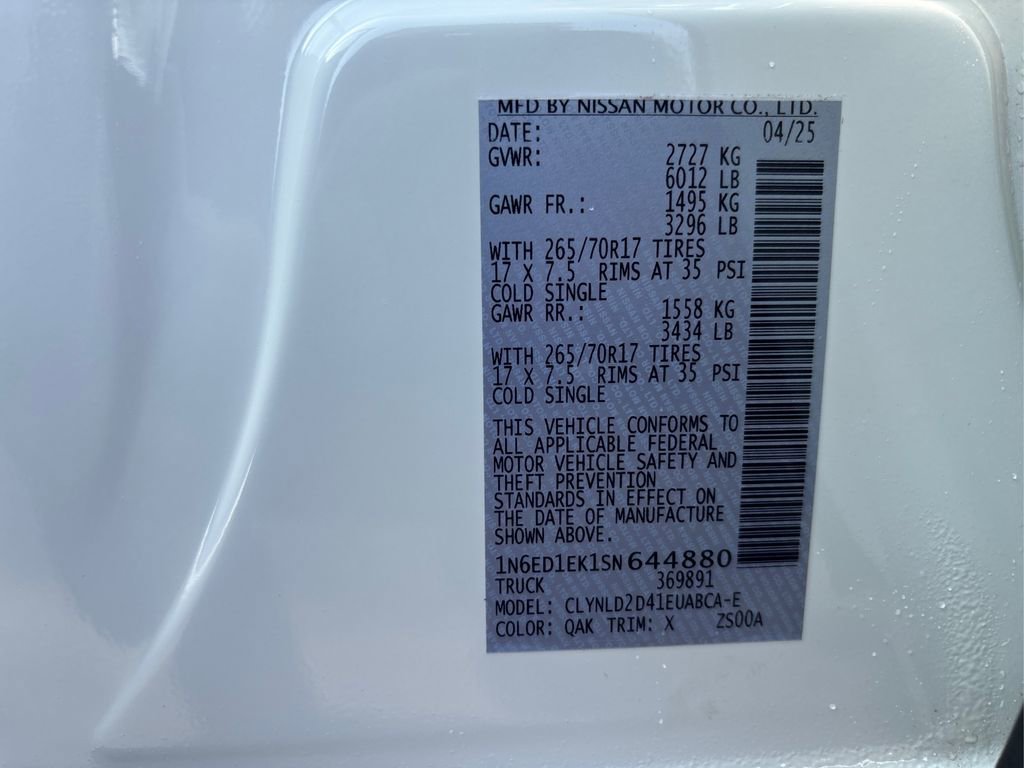 MFD BY NISSAN MOTOR CO., LTD.
DATE: 04/25
GVWR: 2727 KG
6012 LB
GAWR FR.: 1495 KG
3296 LB
WITH 265/70R17 TIRES
17 X 7.5 RIMS AT 35 PSI
COLD SINGLE
GAWR RR.: 1558 KG
3434 LB
WITH 265/70R17 TIRES
17 X 7.5 RIMS AT 35 PSI
COLD SINGLE
THIS VEHICLE CONFORMS TO
ALL APPLICABLE FEDERAL
MOTOR VEHICLE SAFETY AND
THEFT PREVENTION
STANDARDS IN EFFECT ON
THE DATE OF MANUFACTURE
SHOWN ABOVE.
1N6ED1EK1SN644880
TRUCK 369891
MODEL: CLYNLD2D41EUABCA-E
COLOR: QAK TRIM: X ZS00A